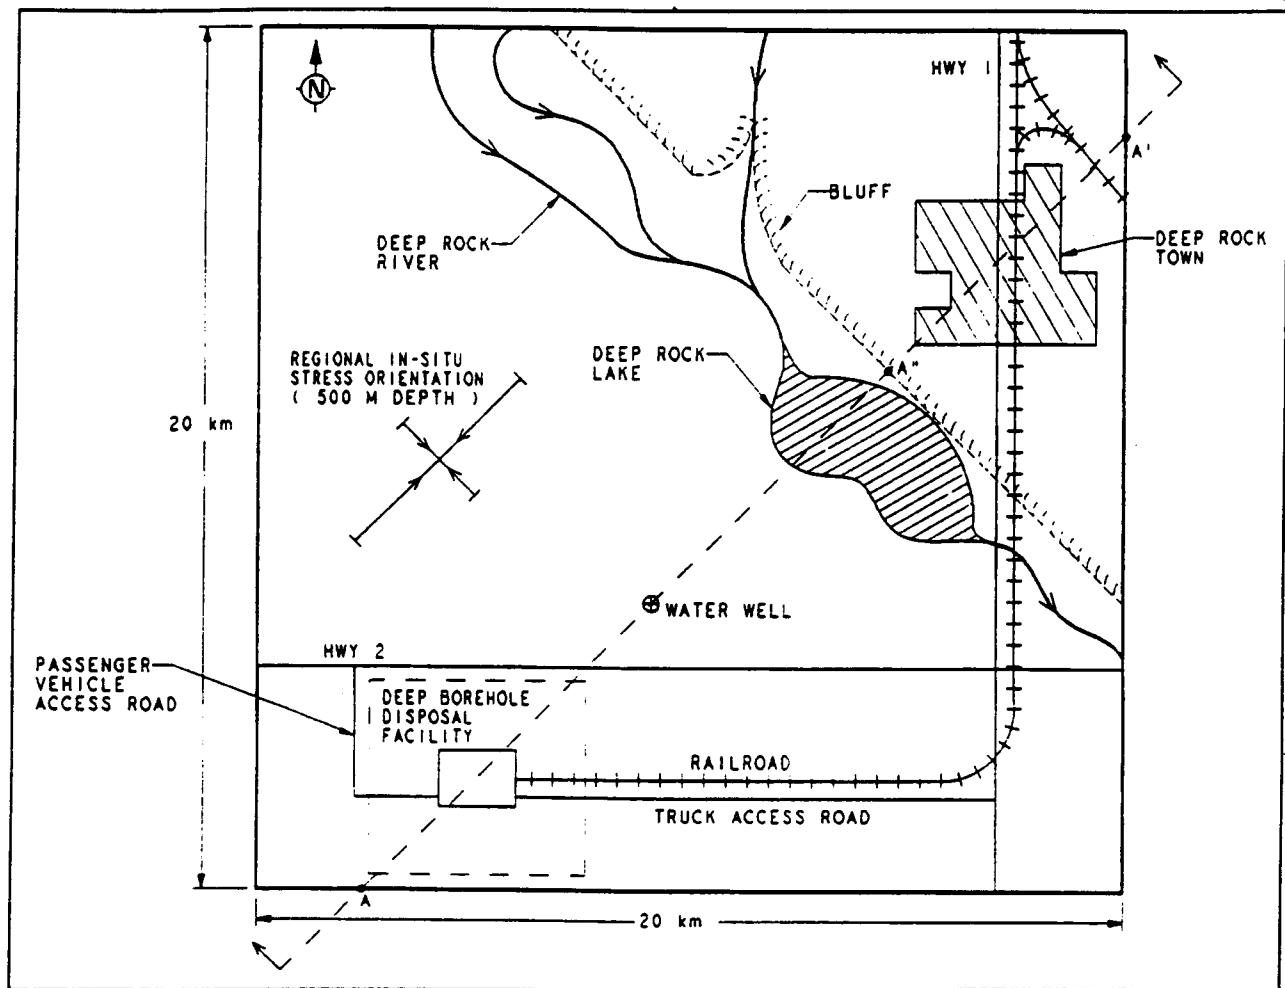 N
HWY 1
A'
BLUFF
DEEP ROCK
RIVER
DEEP ROCK
TOWN
REGIONAL IN-SITU
STRESS ORIENTATION
( 500 M DEPTH )
DEEP ROCK
LAKE
A"
20 km
WATER WELL
HWY 2
PASSENGER
VEHICLE
ACCESS ROAD
DEEP BOREHOLE
DISPOSAL
FACILITY
RAILROAD
TRUCK ACCESS ROAD
A
20 km